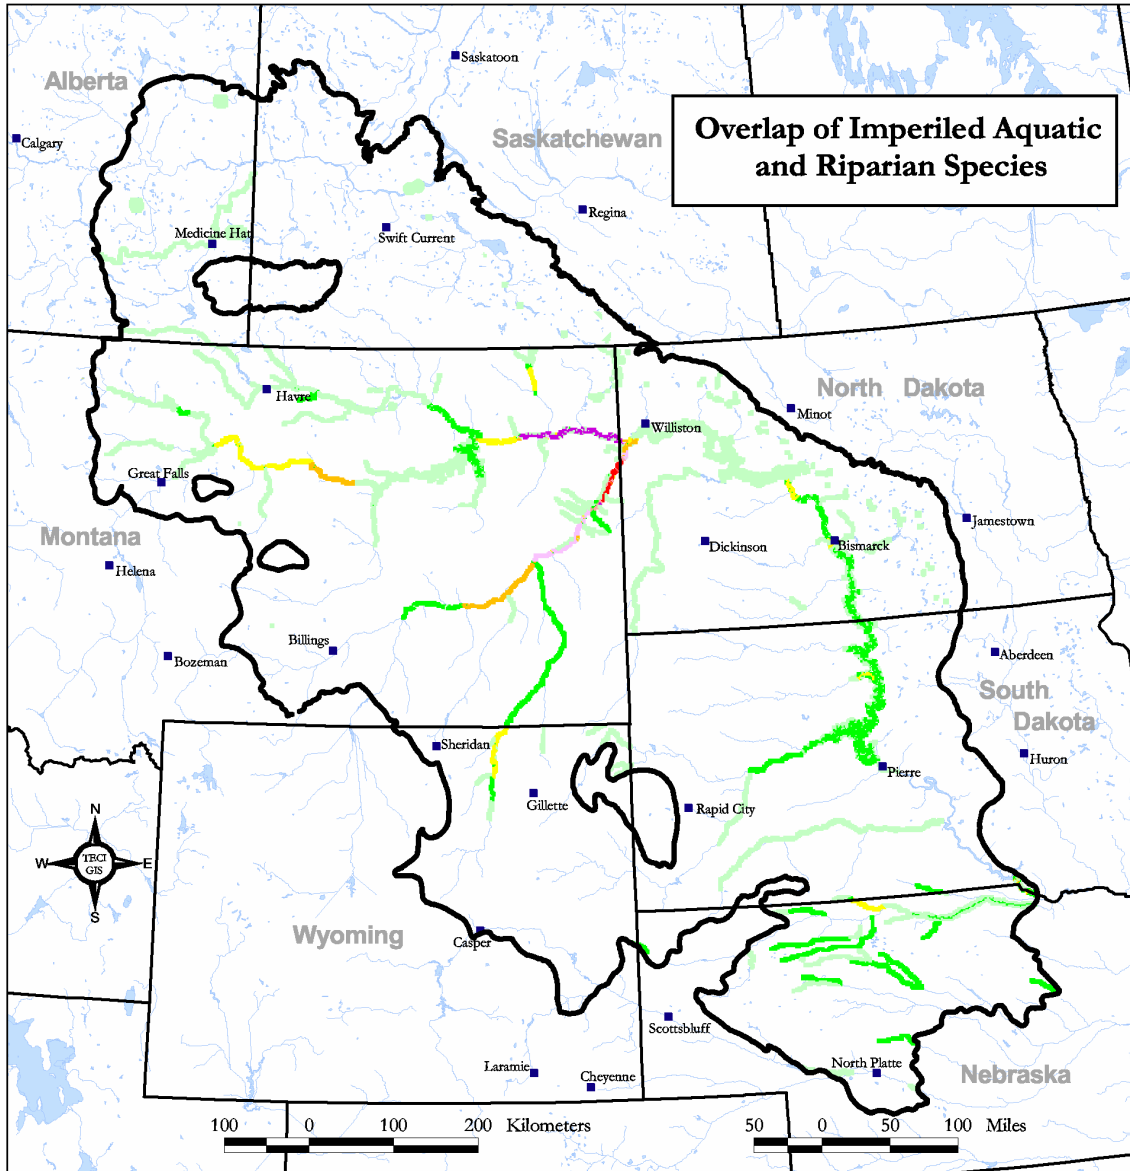 Saskatoon
Alberta
Overlap of Imperiled Aquatic
and Riparian Species
Calgary
Saskatchewan
Regina
Medicine Hat
Swift Current
North Dakota
Havre
Minot
Williston
Great Falls
Jamestown
Montana
Dickinson
Bismarck
Helena
Billings
Bozeman
Aberdeen
South
Dakota
Sheridan
Huron
Pierre
Gillette
Rapid City
N
W
TECI
GIS
E
S
Wyoming
Casper
Scottsbluff
North Platte
Laramie
Cheyenne
Nebraska
Kilometers
Miles
100 0 100 200
50 0 50 100